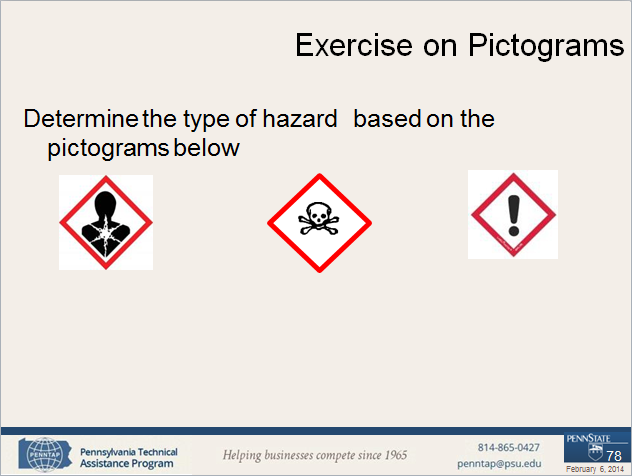 Exercise on Pictograms
Determine the type of hazard based on the
pictograms below
PENNTAP
Pennsylvania Technical
Assistance Program
Helping businesses compete since 1965
814-865-0427
penntap@psu.edu
PENNSTATE
78
February 6, 2014